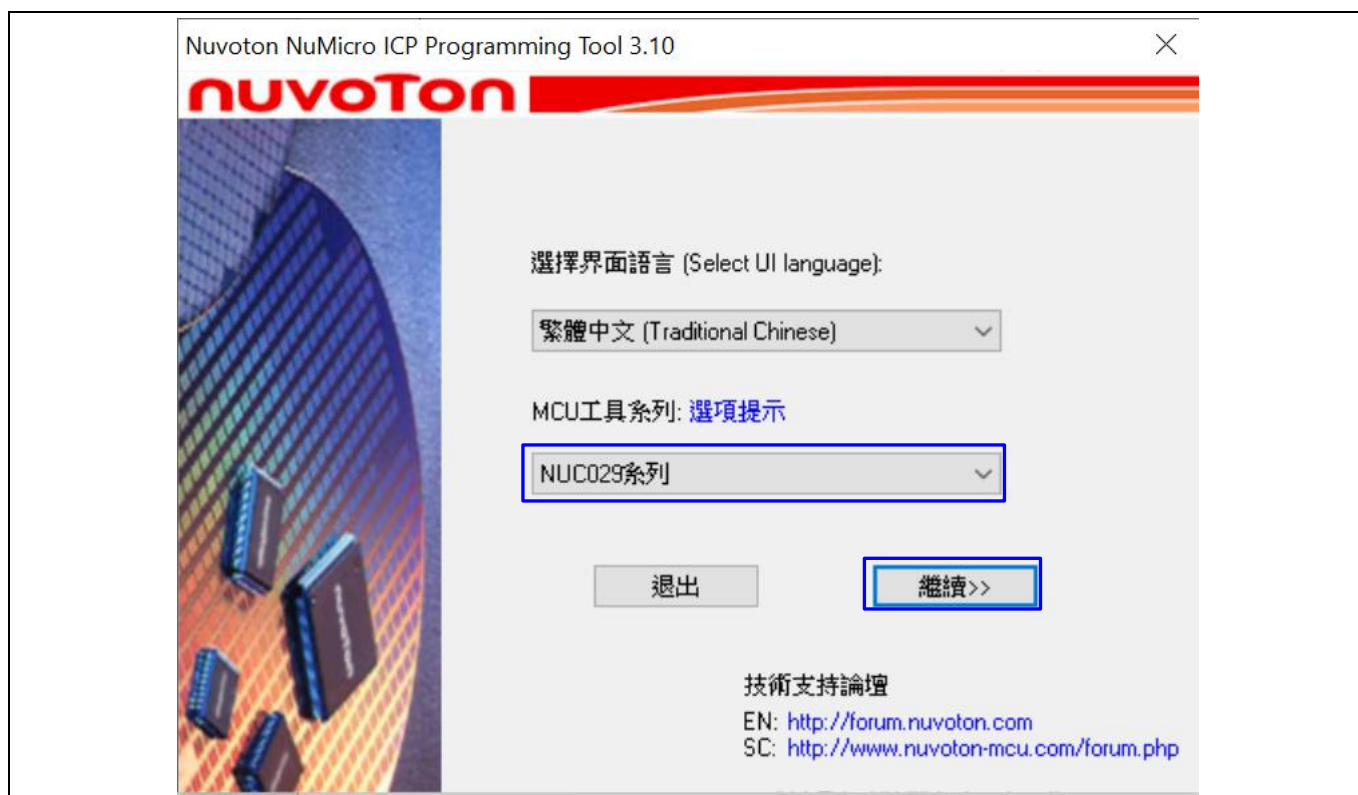 Nuvoton NuMicro ICP Programming Tool 3.10
nuvoTon
選擇界面語言 (Select UI language):
繁體中文 (Traditional Chinese)
MCU工具系列: 選項提示
NUC029系列
退出
繼續>>
nuvoTon
技術支持論壇
EN: http://forum.nuvoton.com
SC: http://www.nuvoton-mcu.com/forum.php